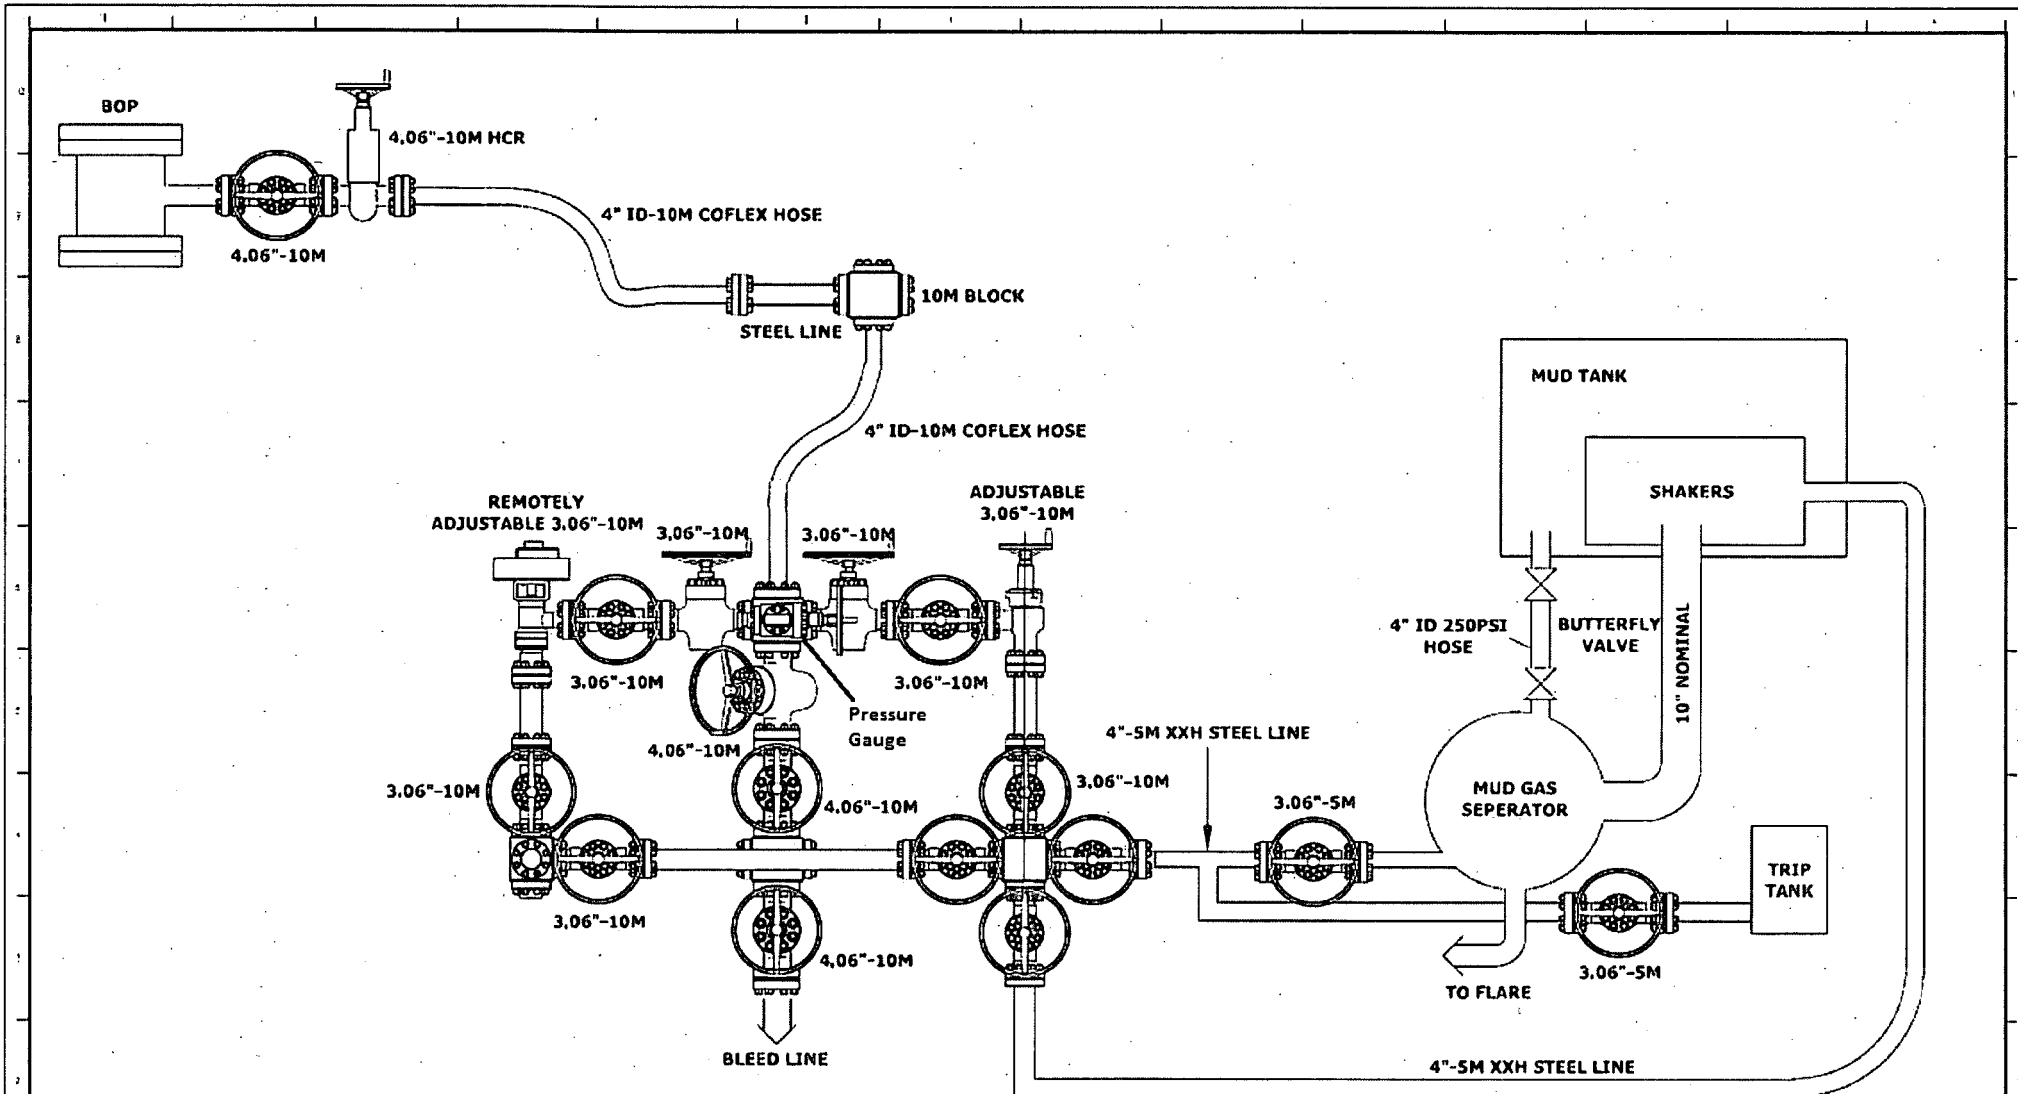 BOP
4.06"-10M HCR
4" ID-10M COFLEX HOSE
4.06"-10M
10M BLOCK
STEEL LINE
MUD TANK
4" ID-10M COFLEX HOSE
SHAKERS
REMOTELY
ADJUSTABLE 3.06"-10M
3.06"-10M
3.06"-10M
ADJUSTABLE
3.06"-10M
4" ID 250PSI
HOSE
BUTTERFLY
VALVE
10" NOMINAL
3.06"-10M
3.06"-10M
Pressure
Gauge
4.06"-10M
4"-5M XXH STEEL LINE
3.06"-10M
4.06"-10M
3.06"-10M
3.06"-5M
MUD GAS
SEPERATOR
TRIP
TANK
3.06"-10M
4.06"-10M
3.06"-5M
TO FLARE
BLEED LINE
4"-5M XXH STEEL LINE